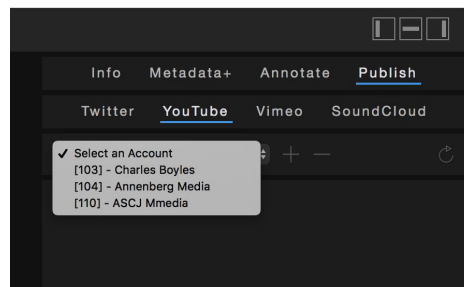 Info Metadata+ Annotate Publish
Twitter YouTube Vimeo SoundCloud
✓ Select an Account
[103] - Charles Boyles
[104] - Annenberg Media
[110] - ASCJ Mmedia